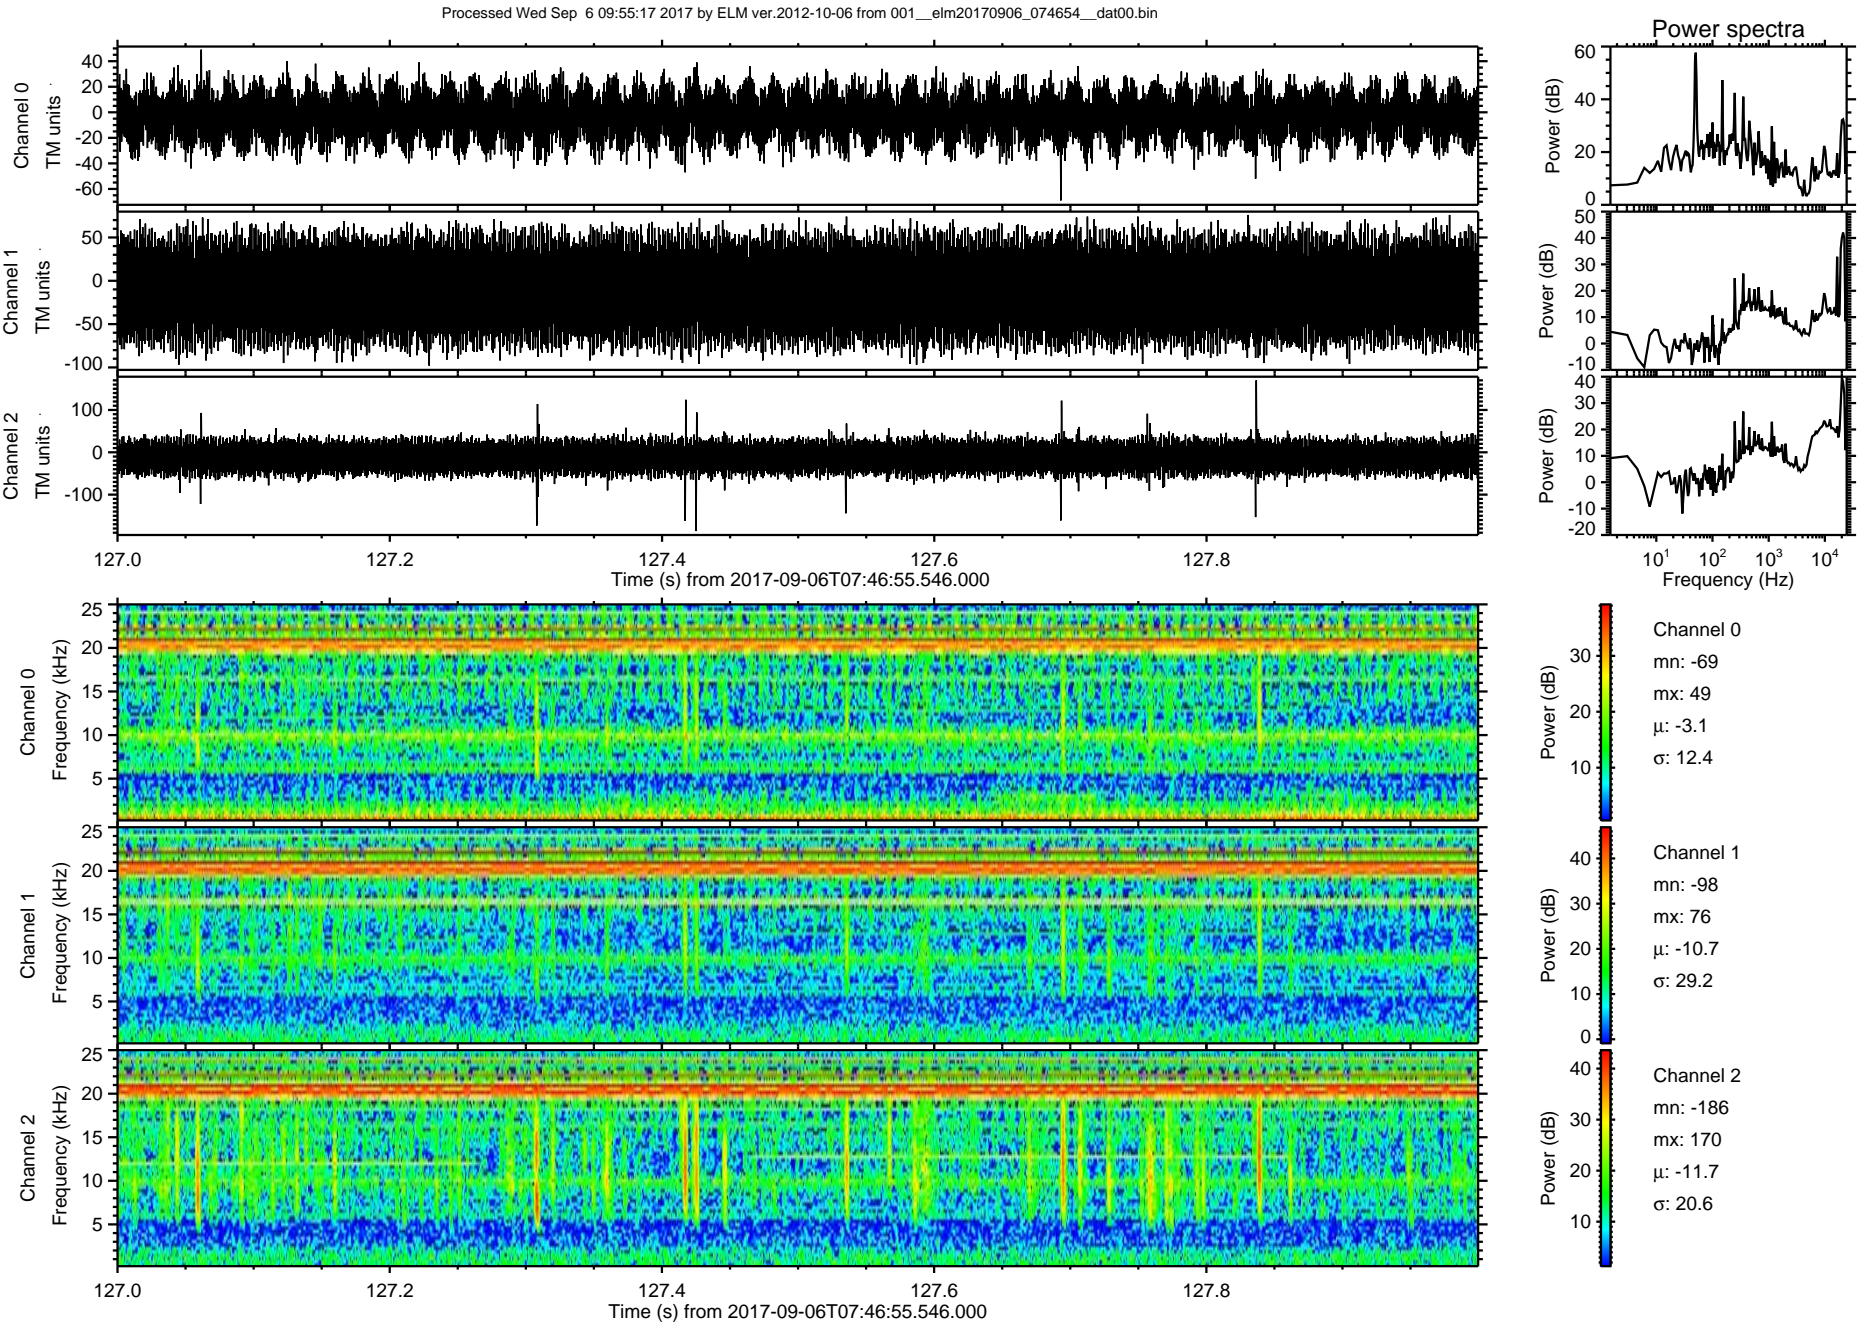 Processed Wed Sep  6 09:55:17 2017 by ELM ver.2012-10-06 from 001__elm20170906_074654__dat00.bin
Power spectra
Channel 0
TM units
40
20
0
-20
-40
-60
Power (dB)
60
40
20
0
Channel 1
TM units
50
0
-50
-100
Power (dB)
50
40
30
20
10
0
-10
Channel 2
TM units
100
0
-100
Power (dB)
40
30
20
10
0
-10
-20
127.0 127.2 127.4 127.6 127.8
Time (s) from 2017-09-06T07:46:55.546.000
10¹ 10² 10³ 10⁴
Frequency (Hz)
Channel 0
Frequency (kHz)
25
20
15
10
5
Power (dB)
30
20
10
Channel 0
mn: -69
mx: 49
μ: -3.1
σ: 12.4
Channel 1
Frequency (kHz)
25
20
15
10
5
Power (dB)
40
30
20
10
0
Channel 1
mn: -98
mx: 76
μ: -10.7
σ: 29.2
Channel 2
Frequency (kHz)
25
20
15
10
5
Power (dB)
40
30
20
10
Channel 2
mn: -186
mx: 170
μ: -11.7
σ: 20.6
127.0 127.2 127.4 127.6 127.8
Time (s) from 2017-09-06T07:46:55.546.000